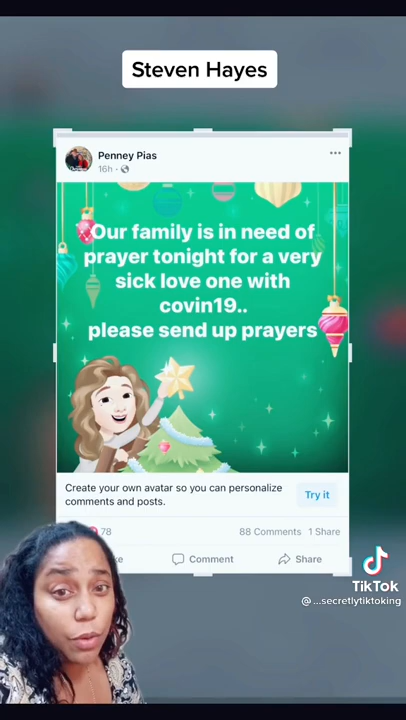 Steven Hayes
Penney Pias
16h
Our family is in need of
prayer tonight for a very
sick love one with
covin19..
please send up prayers
Create your own avatar so you can personalize
comments and posts.
Try it
78
88 Comments 1 Share
ke
Comment
Share
TikTok
@ ...secretlytiktoking